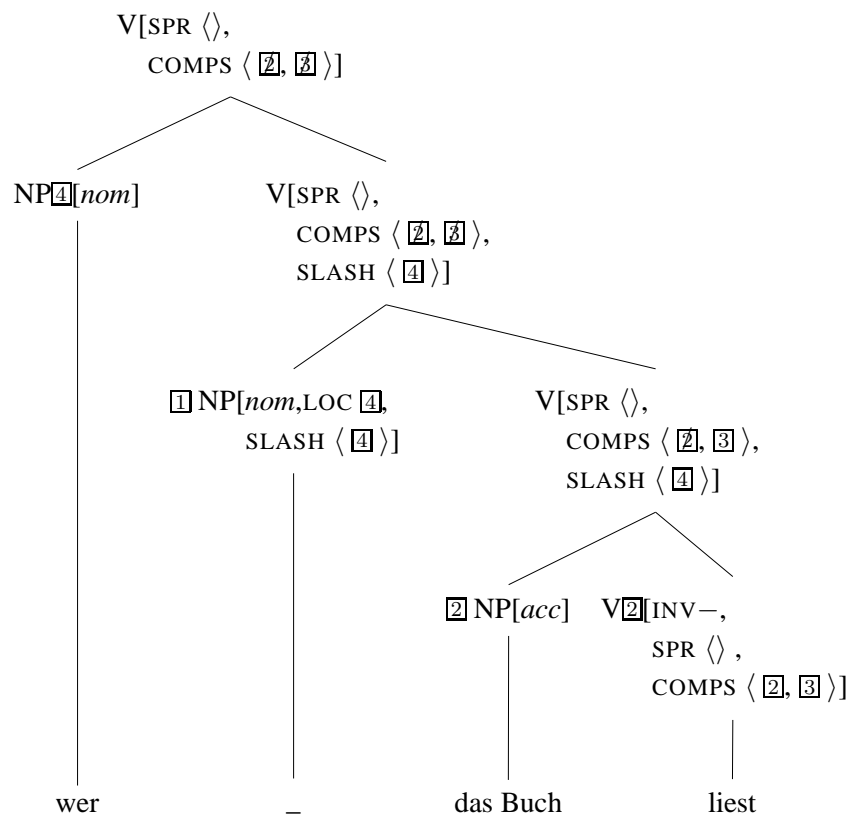 V[SPR ⟨⟩,
COMPS ⟨ 2̸, 3̸ ⟩]
NP4[nom]
V[SPR ⟨⟩,
COMPS ⟨ 2̸, 3̸ ⟩,
SLASH ⟨ 4 ⟩]
1 NP[nom,LOC 4,
SLASH ⟨ 4 ⟩]
V[SPR ⟨⟩,
COMPS ⟨ 2̸, 3 ⟩,
SLASH ⟨ 4 ⟩]
2 NP[acc]
V2[INV−,
SPR ⟨⟩ ,
COMPS ⟨ 2, 3 ⟩]
wer _ das Buch liest